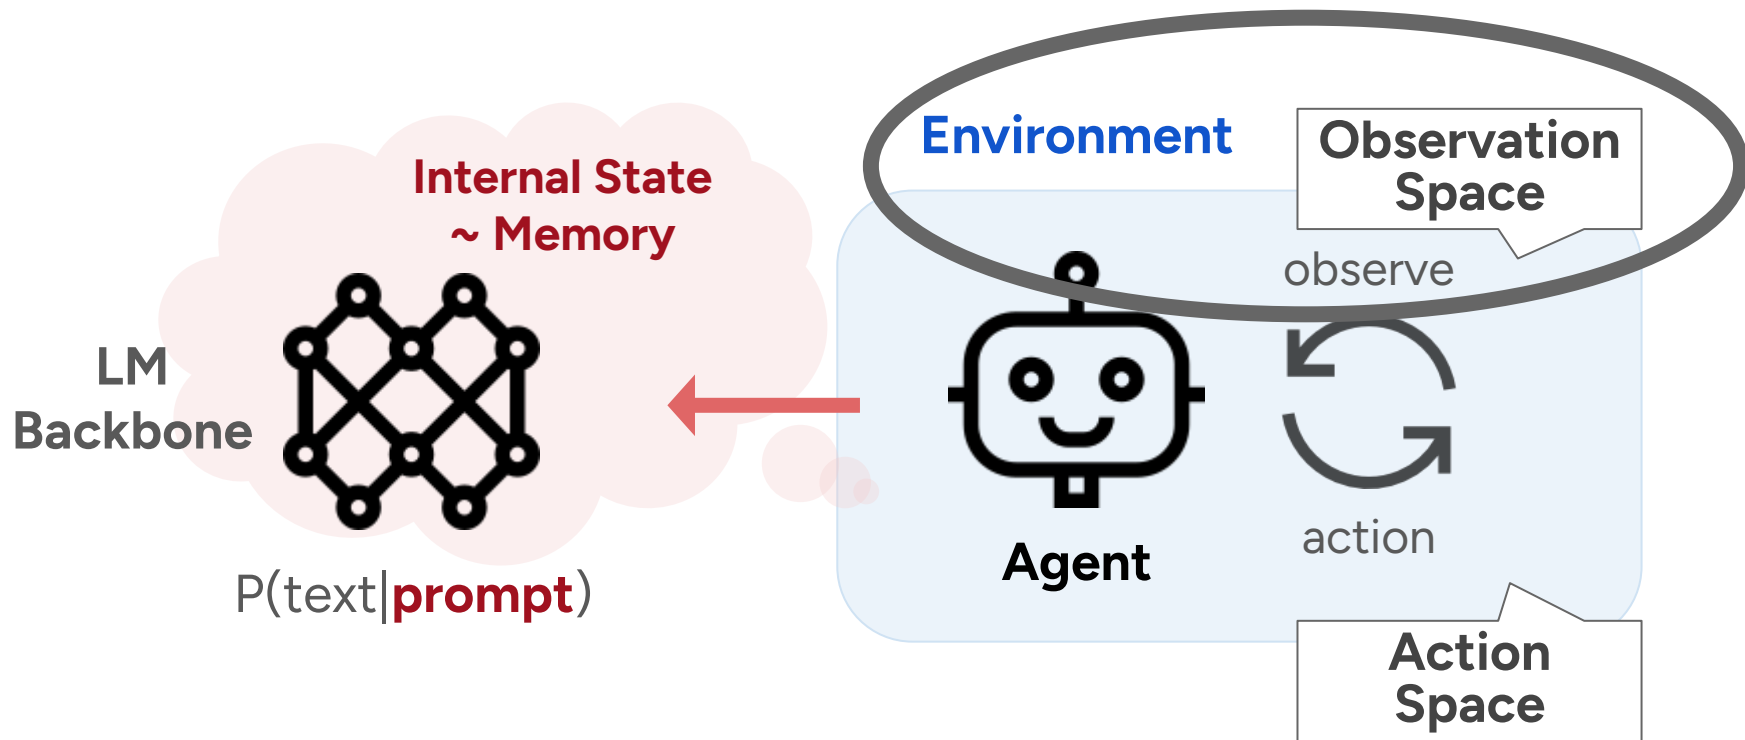 Environment
Observation
Space
Internal State
~ Memory
observe
LM
Backbone
Agent
action
P(text|prompt)
Action
Space